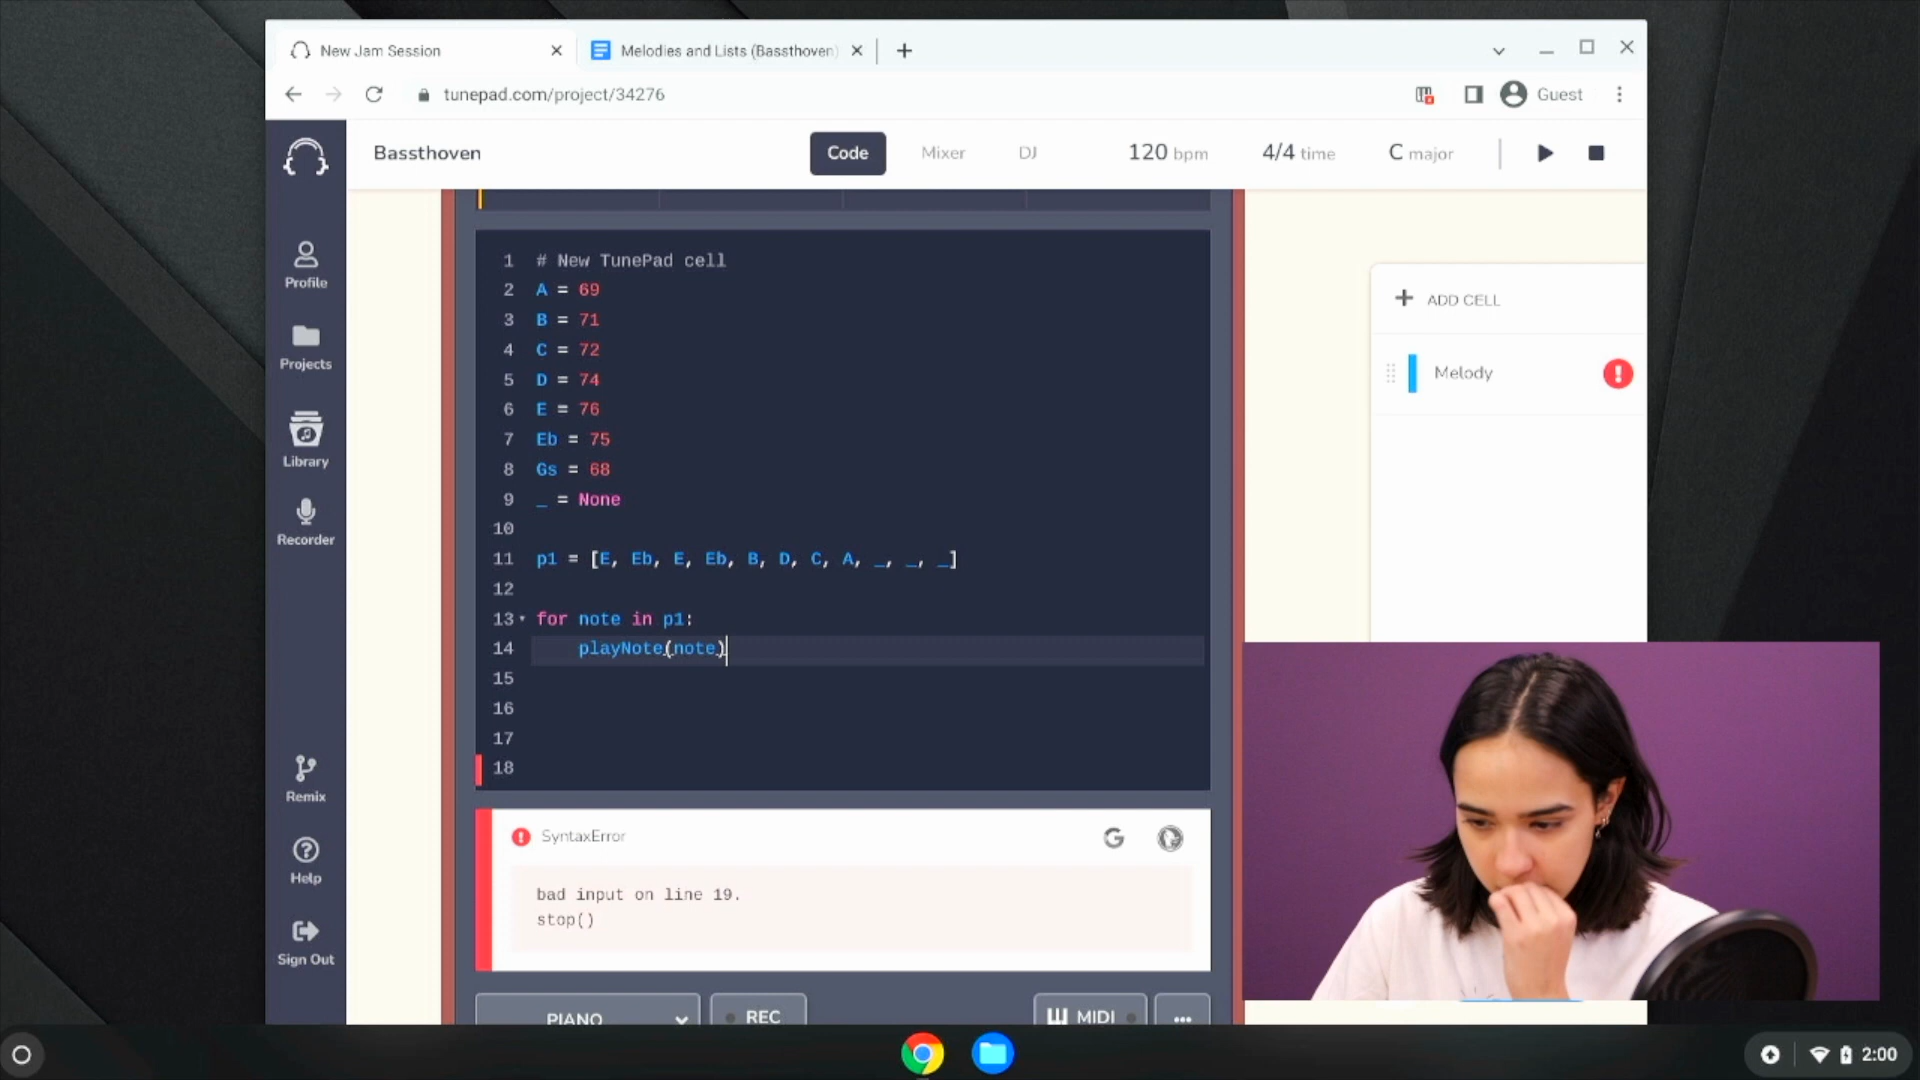 New Jam Session
Melodies and Lists (Bassthoven)
tunepad.com/project/34276
Guest
Bassthoven
Code
Mixer
DJ
120 bpm
4/4 time
C major
Profile
Projects
Library
Recorder
Remix
Help
Sign Out
1 # New TunePad cell
2 A = 69
3 B = 71
4 C = 72
5 D = 74
6 E = 76
7 Eb = 75
8 Gs = 68
9 _ = None
10
11 p1 = [E, Eb, E, Eb, B, D, C, A, _, _, _]
12
13 for note in p1:
14 playNote(note)
15
16
17
18
ADD CELL
Melody
SyntaxError
bad input on line 19.
stop()
PIANO
REC
MIDI
2:00